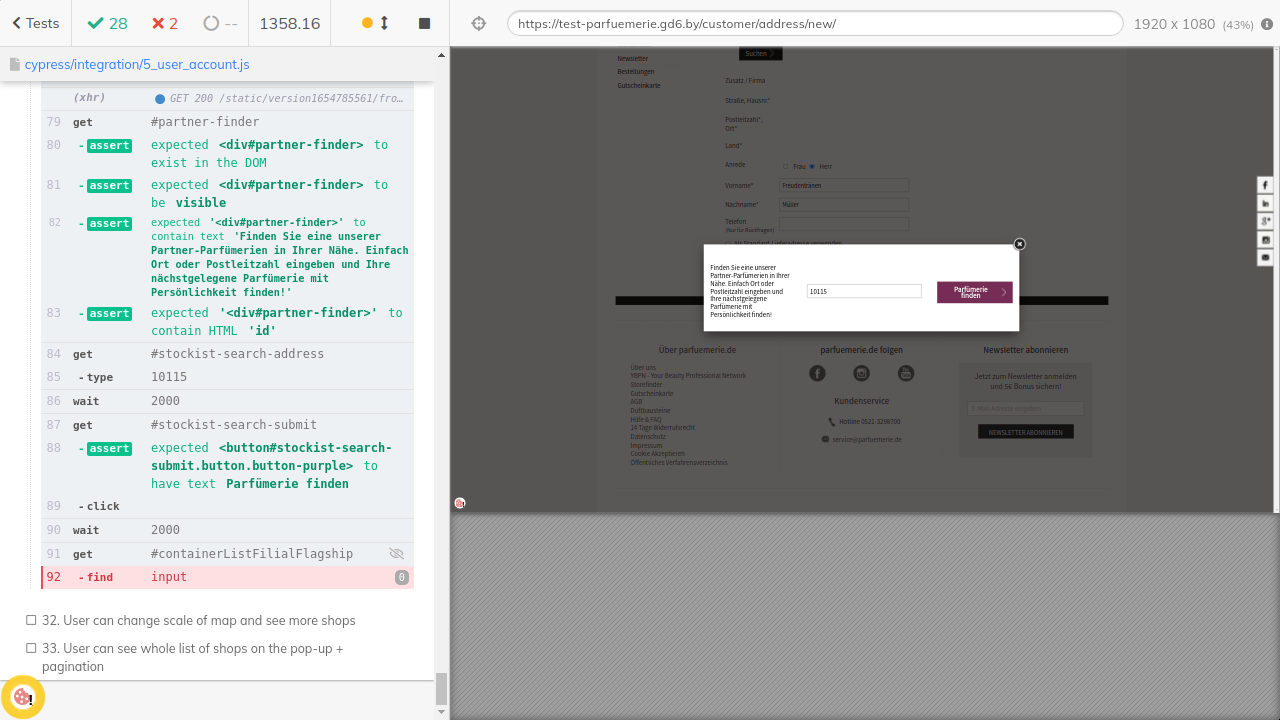 Tests
28
2
--
1358.16
https://test-parfuemerie.gd6.by/customer/address/new/
1920 x 1080 (43%)
cypress/integration/5_user_account.js
(xhr) GET 200 /static/version1654785561/fro…
79 get #partner-finder
80 -assert expected <div#partner-finder> to
exist in the DOM
81 -assert expected <div#partner-finder> to
be visible
82 -assert expected '<div#partner-finder>' to
contain text 'Finden Sie eine unserer
Partner-Parfümerien in Ihrer Nähe. Einfach
Ort oder Postleitzahl eingeben und Ihre
nächstgelegene Parfümerie mit
Persönlichkeit finden!'
83 -assert expected '<div#partner-finder>' to
contain HTML 'id'
84 get #stockist-search-address
85 -type 10115
86 wait 2000
87 get #stockist-search-submit
88 -assert expected <button#stockist-search-
submit.button.button-purple> to
have text Parfümerie finden
89 -click
90 wait 2000
91 get #containerListFilialFlagship
92 -find input 0
32. User can change scale of map and see more shops
33. User can see whole list of shops on the pop-up +
pagination
Newsletter
Bestellungen
Gutscheinkarte
Suchen
Zusatz / Firma
Straße, Hausnr.*
Postleitzahl*,
Ort*
Land*
Anrede Frau Herr
Vorname* Freudentränen
Nachname* Müller
Telefon
(Nur für Rückfragen)
Als Standard-Lieferadresse verwenden
Finden Sie eine unserer
Partner-Parfümerien in Ihrer
Nähe. Einfach Ort oder
Postleitzahl eingeben und
Ihre nächstgelegene
Parfümerie mit
Persönlichkeit finden!
10115
Parfümerie
finden
Über parfuemerie.de
Über uns
YBPN - Your Beauty Professional Network
Storefinder
Gutscheinkarte
AGB
Duftbausteine
Hilfe & FAQ
14 Tage Widerrufsrecht
Datenschutz
Impressum
Cookie Akzeptieren
Öffentliches Verfahrensverzeichnis
parfuemerie.de folgen
Kundenservice
Hotline 0521-3298760
service@parfuemerie.de
Newsletter abonnieren
Jetzt zum Newsletter anmelden
und 5€ Bonus sichern!
E-Mail-Adresse eingeben
NEWSLETTER ABONNIEREN